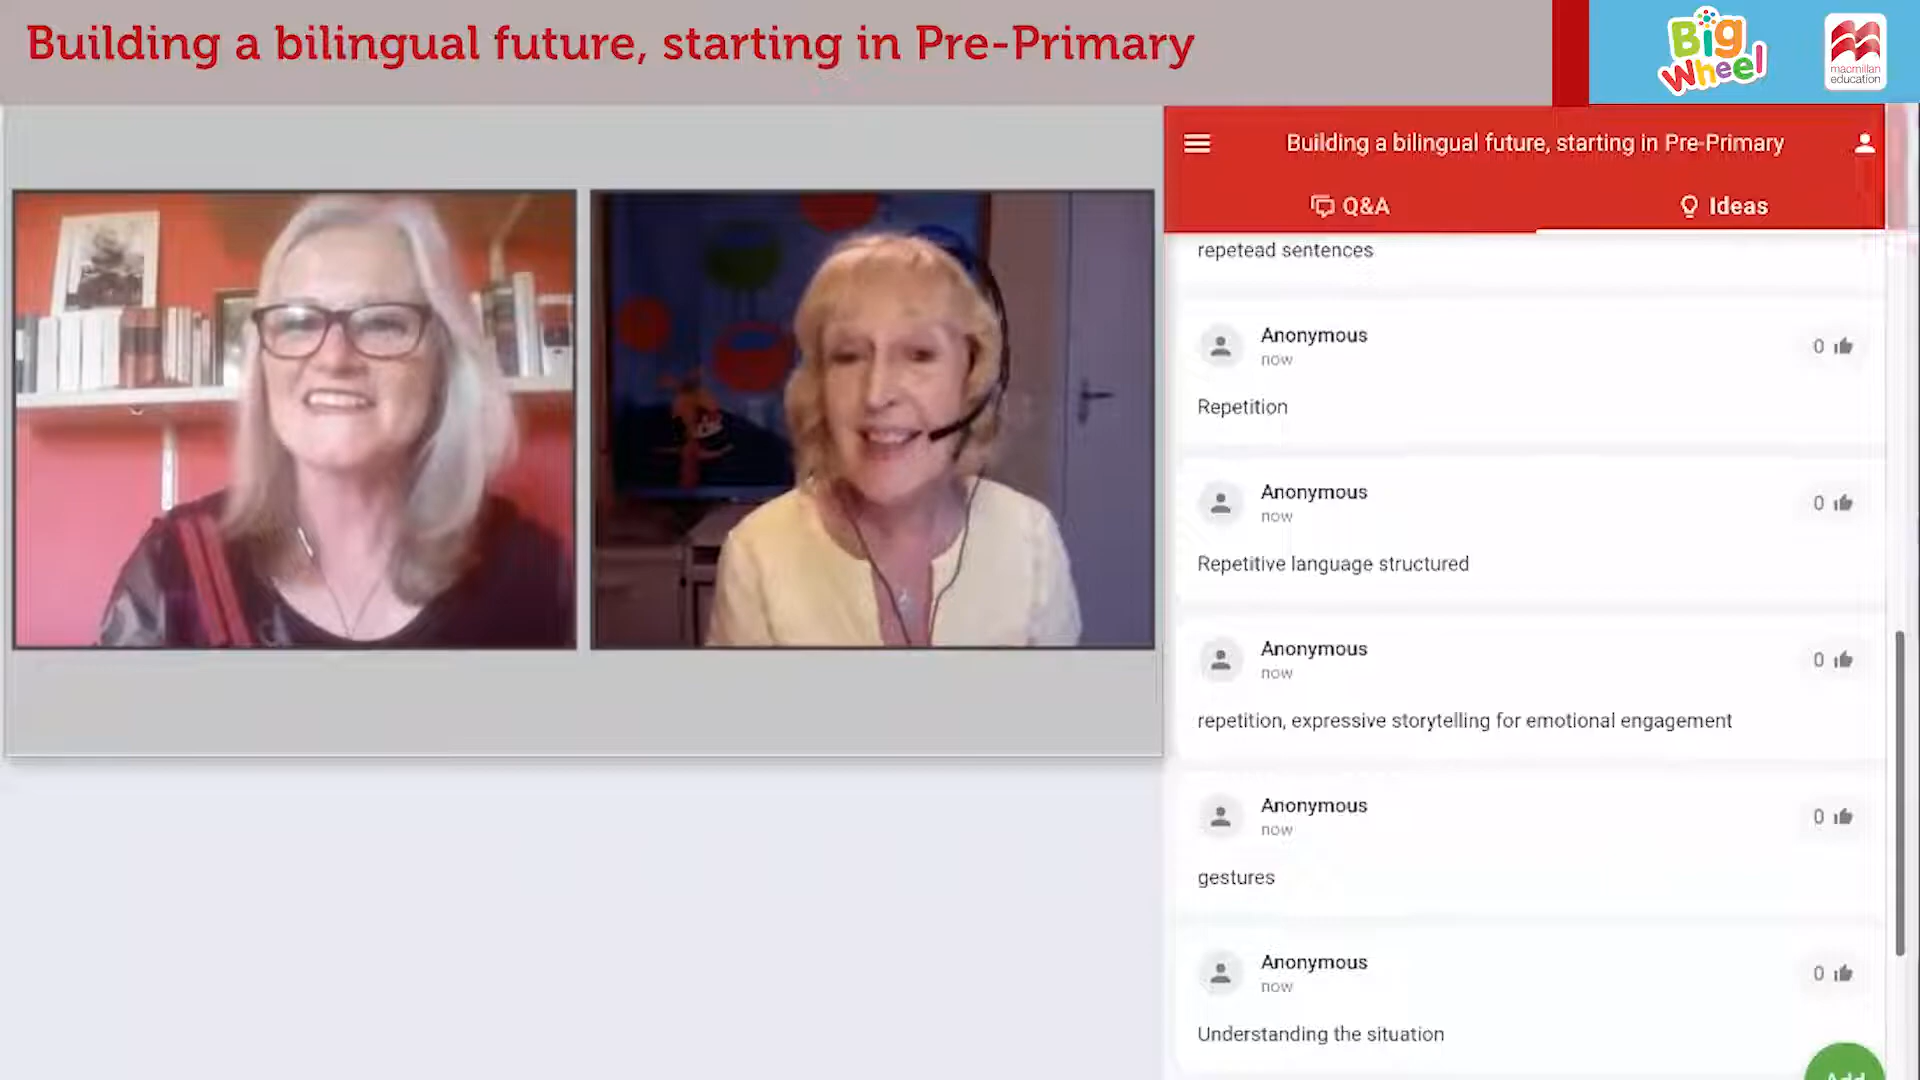 Building a bilingual future, starting in Pre-Primary
Big
Wheel
macmillan
education
Building a bilingual future, starting in Pre-Primary
Q&A
Ideas
repetead sentences
Anonymous
now
0
Repetition
Anonymous
now
0
Repetitive language structured
Anonymous
now
0
repetition, expressive storytelling for emotional engagement
Anonymous
now
0
gestures
Anonymous
now
0
Understanding the situation
Add